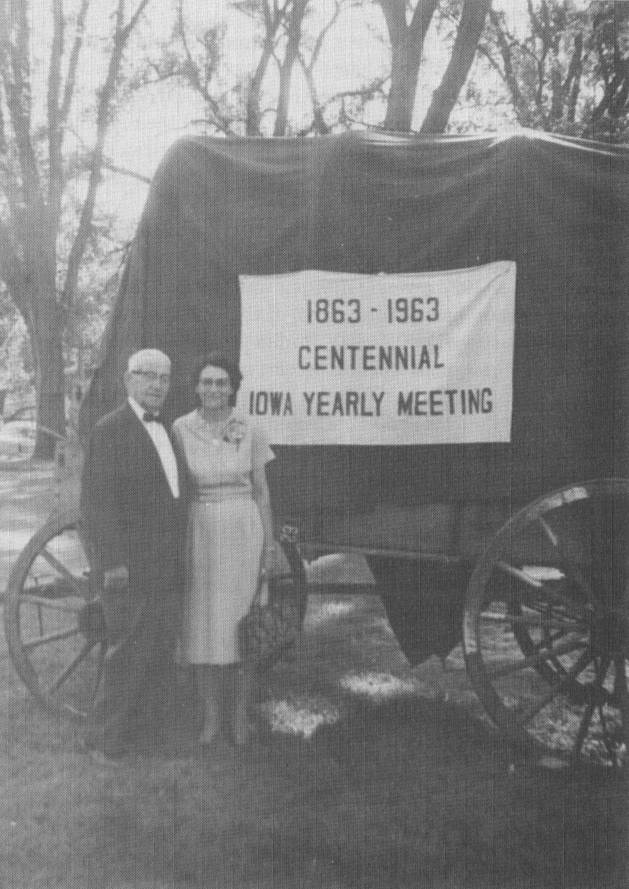 1863 - 1963
CENTENNIAL
IOWA YEARLY MEETING